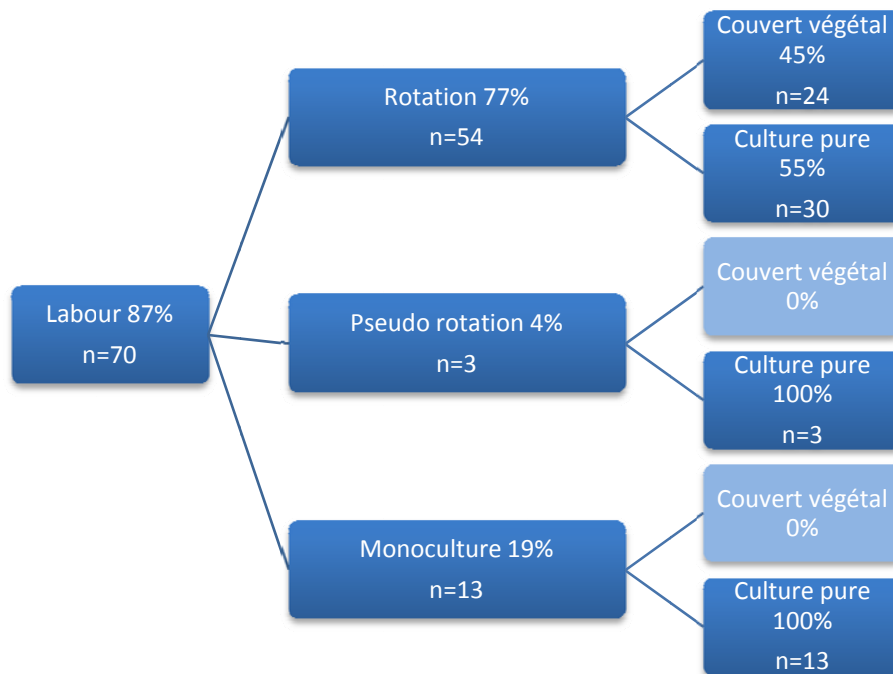 Labour 87%
n=70
Rotation 77%
n=54
Couvert végétal
45%
n=24
Culture pure
55%
n=30
Pseudo rotation 4%
n=3
Couvert végétal
0%
Culture pure
100%
n=3
Monoculture 19%
n=13
Couvert végétal
0%
Culture pure
100%
n=13